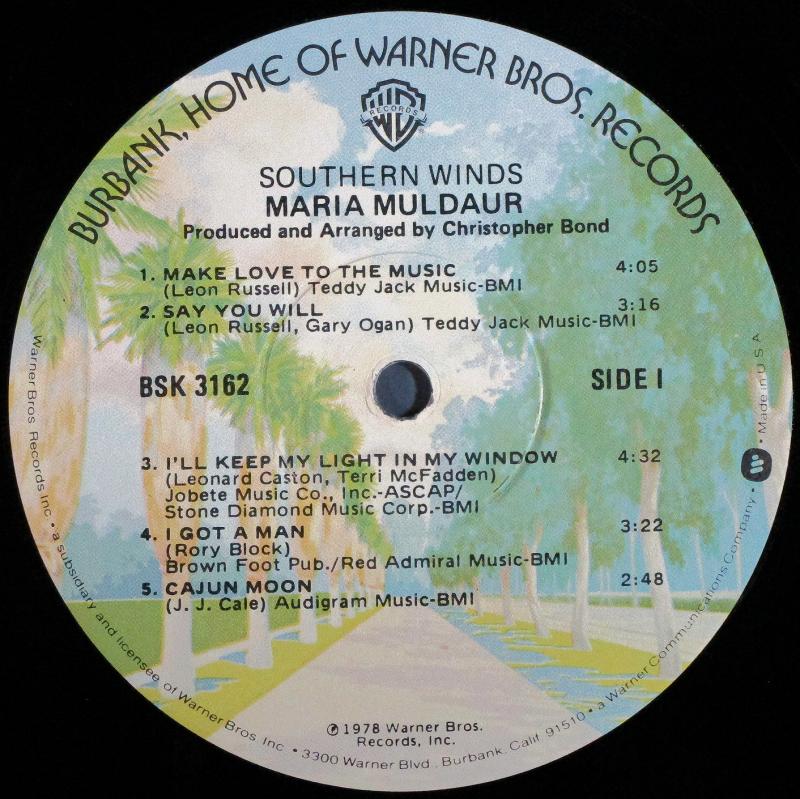 BURBANK, HOME OF WARNER BROS. RECORDS
WB
RECORDS
SOUTHERN WINDS
MARIA MULDAUR
Produced and Arranged by Christopher Bond
1. MAKE LOVE TO THE MUSIC 4:05
(Leon Russell) Teddy Jack Music-BMI
2. SAY YOU WILL 3:16
(Leon Russell, Gary Ogan) Teddy Jack Music-BMI
BSK 3162 SIDE I
3. I'LL KEEP MY LIGHT IN MY WINDOW 4:32
(Leonard Caston, Terri McFadden)
Jobete Music Co., Inc.-ASCAP/
Stone Diamond Music Corp.-BMI
4. I GOT A MAN 3:22
(Rory Block)
Brown Foot Pub./Red Admiral Music-BMI
5. CAJUN MOON 2:48
(J. J. Cale) Audigram Music-BMI
℗ 1978 Warner Bros.
Records, Inc.
Warner Bros. Records Inc. • a subsidiary and licensee of Warner Bros. Inc. • 3300 Warner Blvd., Burbank, Calif. 91510 • a Warner Communications Company • Made in U.S.A.